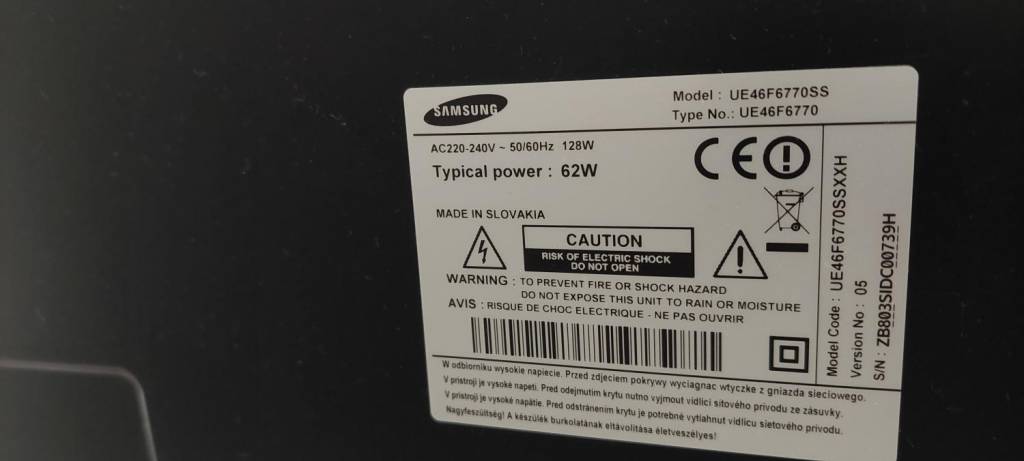 SAMSUNG
Model : UE46F6770SS
Type No.: UE46F6770
AC220-240V ~ 50/60Hz 128W
Typical power : 62W
CE
MADE IN SLOVAKIA
CAUTION
RISK OF ELECTRIC SHOCK
DO NOT OPEN
WARNING : TO PREVENT FIRE OR SHOCK HAZARD
DO NOT EXPOSE THIS UNIT TO RAIN OR MOISTURE
AVIS : RISQUE DE CHOC ELECTRIQUE - NE PAS OUVRIR
Model Code : UE46F6770SSXXH
Version No : 05
S/N : ZB803SIDC00739H
W odbiorniku wysokie napiecie. Przed zdjeciem pokrywy wyciagnac wtyczke z gniazda sieciowego.
V pristroji je vysoké napeti. Pred odejmutim krytu nutno vyjmout vidlici sitového privodu ze zásuvky.
V pristroji je vysoké napätie. Pred odstránením krytu je potrebné vytiahnut vidlicu sietového privodu.
Nagyfeszültség! A készülék burkolatának eltávolítása életveszélyes!